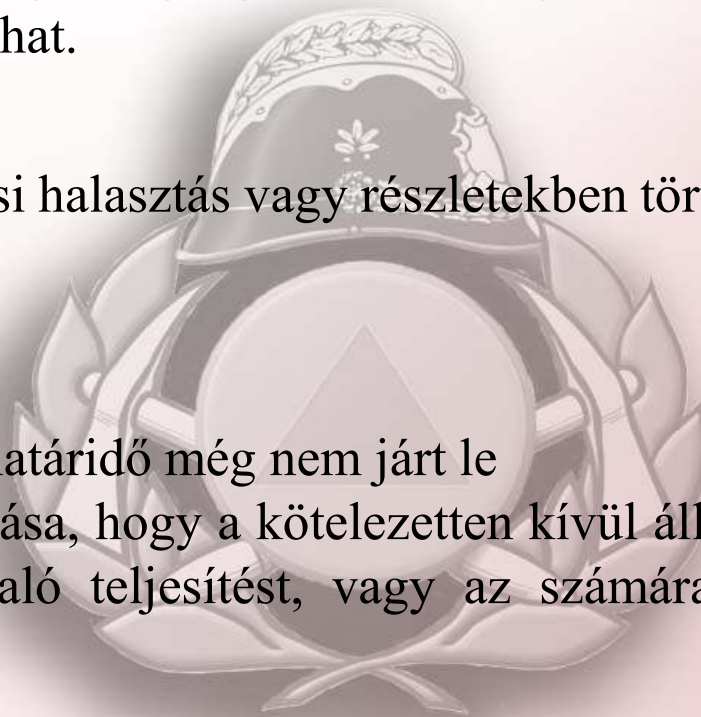 hat.
si halasztás vagy részletekben tör
határidő még nem járt le
ása, hogy a kötelezetten kívül áll
aló teljesítést, vagy az számára